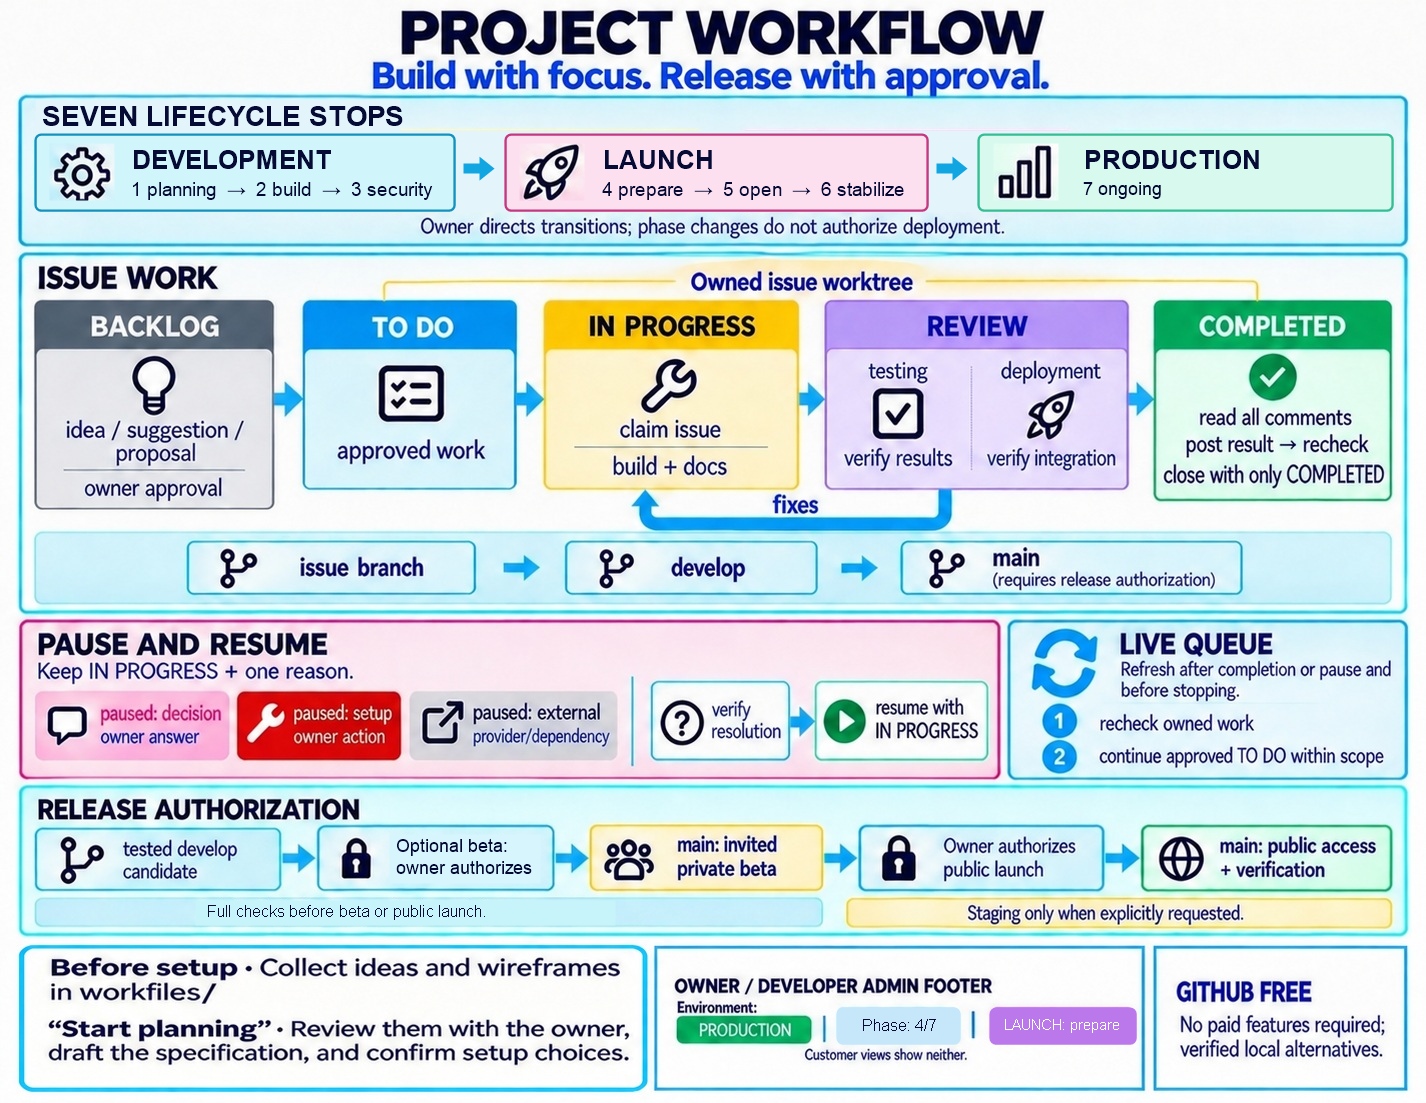 PROJECT WORKFLOW
Build with focus. Release with approval.
SEVEN LIFECYCLE STOPS
DEVELOPMENT
1 planning → 2 build → 3 security
LAUNCH
4 prepare → 5 open → 6 stabilize
PRODUCTION
7 ongoing
Owner directs transitions; phase changes do not authorize deployment.
ISSUE WORK
Owned issue worktree
BACKLOG
idea / suggestion /
proposal
owner approval
TO DO
approved work
IN PROGRESS
claim issue
build + docs
REVIEW
testing
verify results
deployment
verify integration
COMPLETED
read all comments
post result → recheck
close with only COMPLETED
fixes
issue branch
develop
main
(requires release authorization)
PAUSE AND RESUME
Keep IN PROGRESS + one reason.
paused: decision
owner answer
paused: setup
owner action
paused: external
provider/dependency
verify
resolution
resume with
IN PROGRESS
LIVE QUEUE
Refresh after completion or pause and
before stopping.
1 recheck owned work
2 continue approved TO DO within scope
RELEASE AUTHORIZATION
tested develop
candidate
Optional beta:
owner authorizes
main: invited
private beta
Owner authorizes
public launch
main: public access
+ verification
Full checks before beta or public launch.
Staging only when explicitly requested.
Before setup · Collect ideas and wireframes
in workfiles/
“Start planning” · Review them with the owner,
draft the specification, and confirm setup choices.
OWNER / DEVELOPER ADMIN FOOTER
Environment:
PRODUCTION | Phase: 4/7 | LAUNCH: prepare
Customer views show neither.
GITHUB FREE
No paid features required;
verified local alternatives.